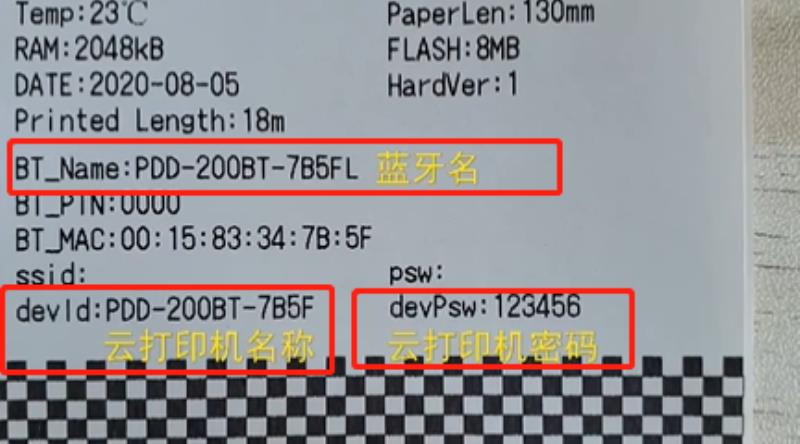 Temp:23℃ PaperLen:130mm
RAM:2048kB FLASH:8MB
DATE:2020-08-05 HardVer:1
Printed Length:18m
BT_Name:PDD-200BT-7B5FL 蓝牙名
BT_PIN:0000
BT_MAC:00:15:83:34:7B:5F
ssid: psw:
devId:PDD-200BT-7B5F devPsw:123456
云打印机名称 云打印机密码